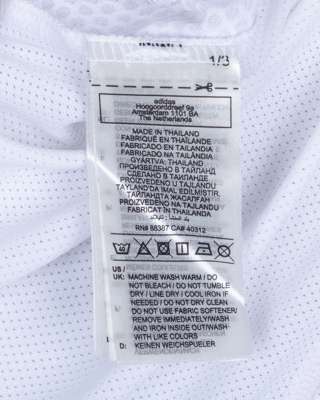 1/3
adidas
Hoogoorddreef 9a
Amsterdam 1101 BA
The Netherlands
MADE IN THAILAND
FABRIQUÉ EN THAÏLANDE
FABRICADO EN TAILANDIA
FABRICADO NA TAILÂNDIA
GYÁRTVA: THAILAND
ПРОИЗВЕДЕНО В ТАЙЛАНД
СДЕЛАНО В ТАИЛАНДЕ
PROIZVEDENO U TAJLANDU
TAYLAND'DA İMAL EDİLMİŞTİR
ТАЙЛАНДТА ЖАСАЛҒАН
PROIZVEDENO NA TAJSKEM
FABRICAT ÎN THAILANDA
RN# 88387 CA# 40312
US /
UK: MACHINE WASH WARM / DO
NOT BLEACH / DO NOT TUMBLE
DRY / LINE DRY / COOL IRON IF
NEEDED / DO NOT DRY CLEAN
DO NOT USE FABRIC SOFTENER/
REMOVE IMMEDIATELY/WASH
AND IRON INSIDE OUT/WASH
WITH LIKE COLORS
D: KEINEN WEICHSPUELER